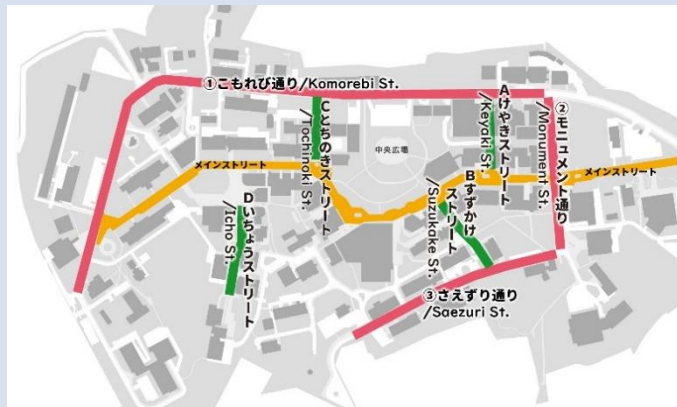 ①こもれび通り/Komorebi St.
Cとちのきストリート
/Tochinoki St.
中央広場
Aけやきストリート
/Keyaki St.
②モニュメント通り
/Monument St.
メインストリート
メインストリート
Bすずかけ
ストリート
/Suzukake St.
Dいちょうストリート
/Icho St.
③さえずり通り
/Saezuri St.